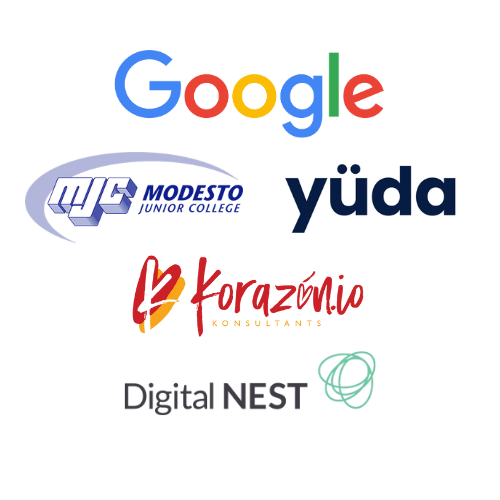 Google
mjc MODESTO
JUNIOR COLLEGE
yüda
Korazón.io
KONSULTANTS
Digital NEST